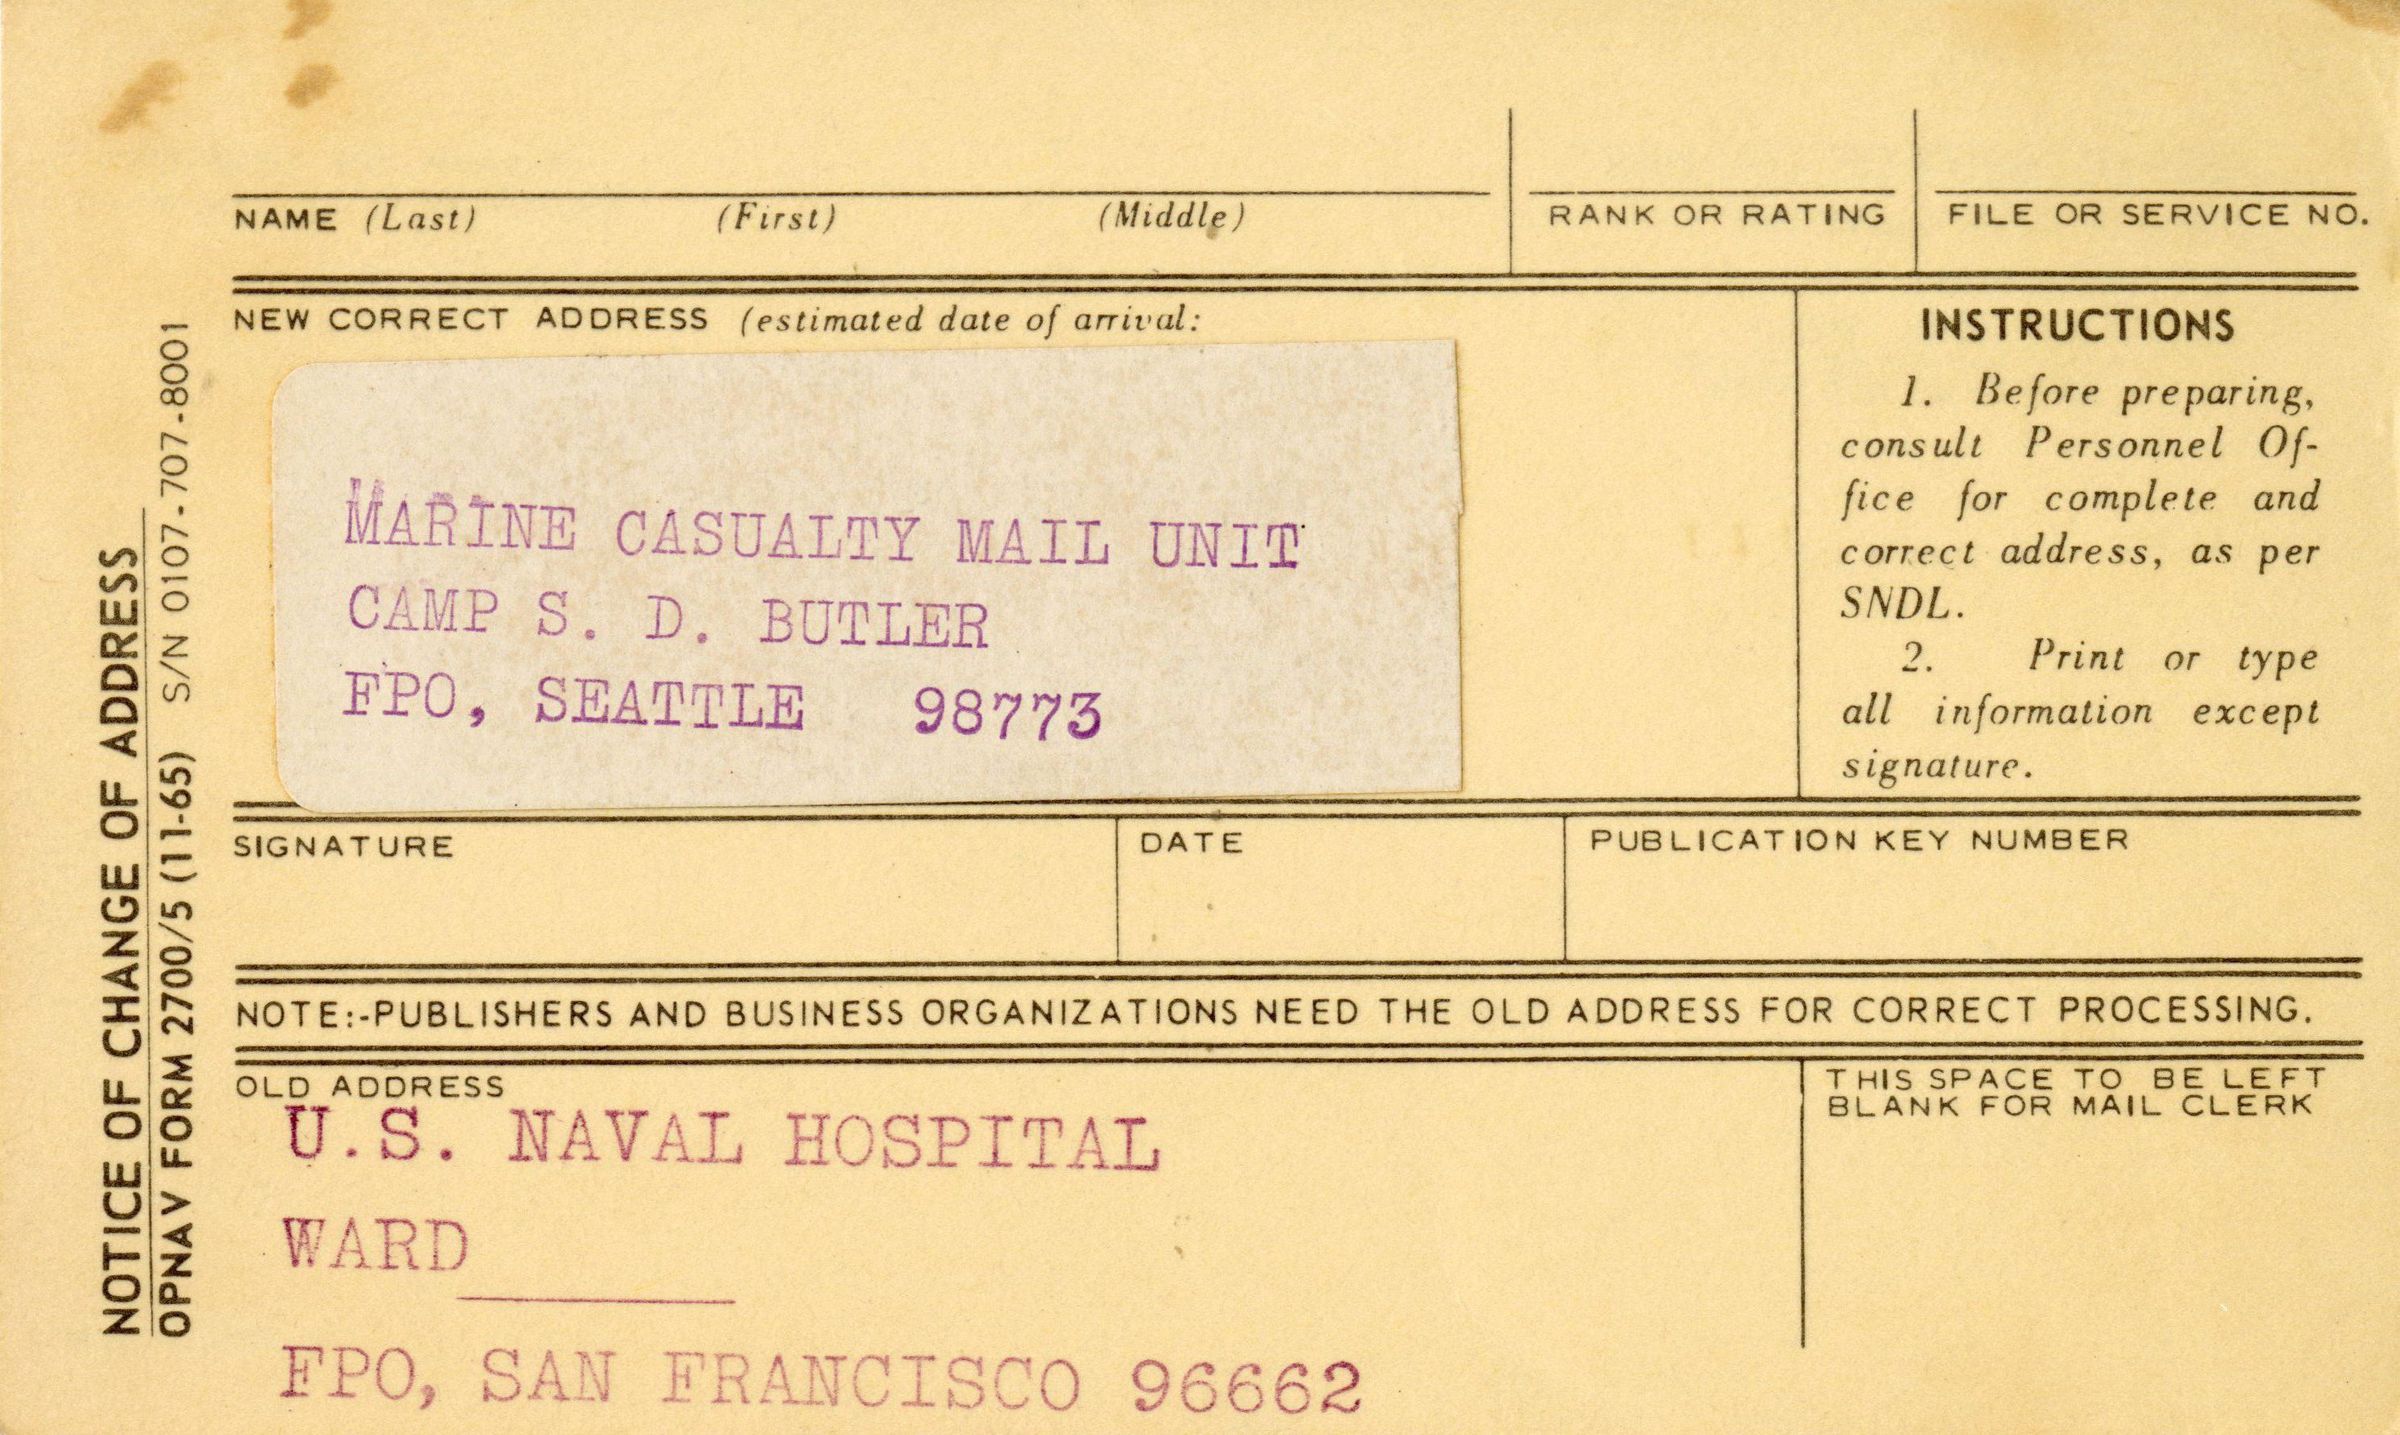 NAME (Last) (First) (Middle)
RANK OR RATING
FILE OR SERVICE NO.
NEW CORRECT ADDRESS (estimated date of arrival:
MARINE CASUALTY MAIL UNIT
CAMP S. D. BUTLER
FPO, SEATTLE 98773
INSTRUCTIONS
1. Before preparing,
consult Personnel Of-
fice for complete and
correct address, as per
SNDL.
2. Print or type
all information except
signature.
SIGNATURE
DATE
PUBLICATION KEY NUMBER
NOTE:-PUBLISHERS AND BUSINESS ORGANIZATIONS NEED THE OLD ADDRESS FOR CORRECT PROCESSING.
OLD ADDRESS
U.S. NAVAL HOSPITAL
WARD
FPO, SAN FRANCISCO 96662
THIS SPACE TO BE LEFT
BLANK FOR MAIL CLERK
NOTICE OF CHANGE OF ADDRESS
OPNAV FORM 2700/5 (11-65) S/N 0107-707-8001